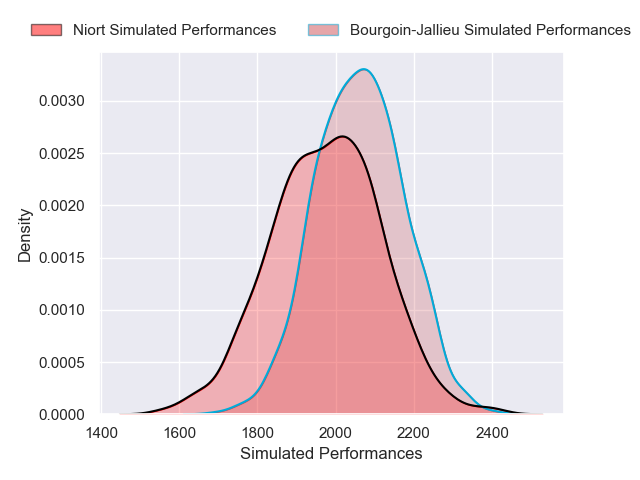 Niort Simulated Performances Bourgoin-Jallieu Simulated Performances
0.0030
0.0025
0.0020
0.0015
0.0010
0.0005
0.0000
Density
1400 1600 1800 2000 2200 2400
Simulated Performances